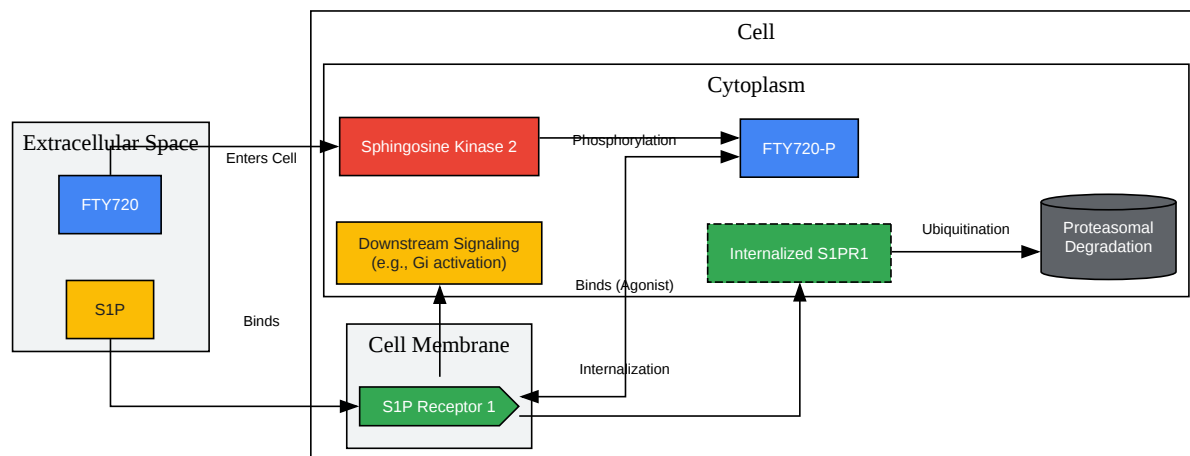 Cell
Cytoplasm
Extracellular Space
Enters Cell
Sphingosine Kinase 2
Phosphorylation
FTY720-P
FTY720
Downstream Signaling
(e.g., Gi activation)
Internalized S1PR1
Ubiquitination
Proteasomal
Degradation
S1P
Binds
Binds (Agonist)
Cell Membrane
Internalization
S1P Receptor 1